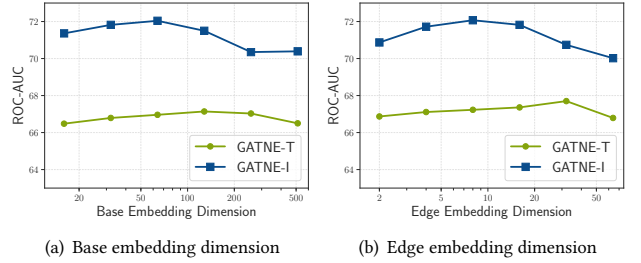 72
70
68
66
64
ROC-AUC
GATNE-T
GATNE-I
20 50 100 200 500
Base Embedding Dimension
(a) Base embedding dimension
72
70
68
66
64
ROC-AUC
GATNE-T
GATNE-I
2 5 10 20 50
Edge Embedding Dimension
(b) Edge embedding dimension